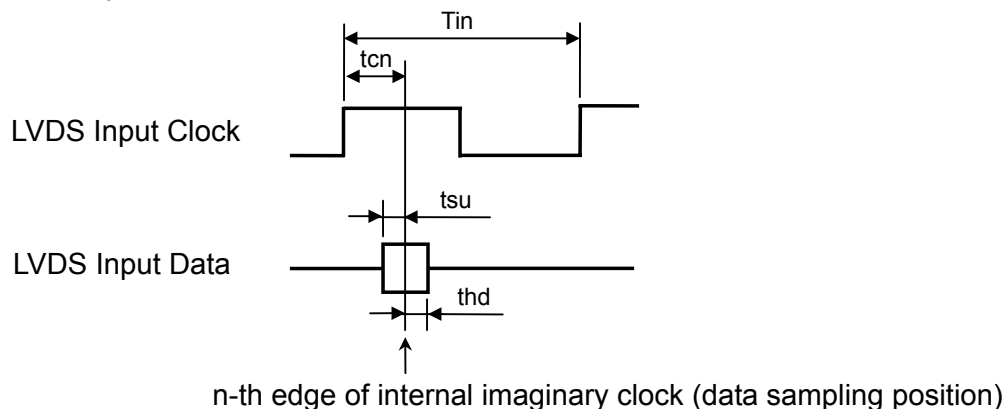 Tin
tcn
LVDS Input Clock
tsu
LVDS Input Data
thd
n-th edge of internal imaginary clock (data sampling position)